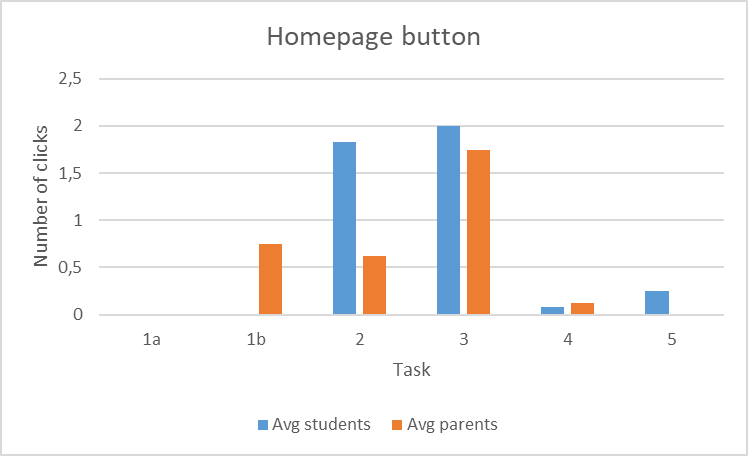 Homepage button
2,5
2
1,5
1
0,5
0
Number of clicks
1a 1b 2 3 4 5
Task
Avg students Avg parents